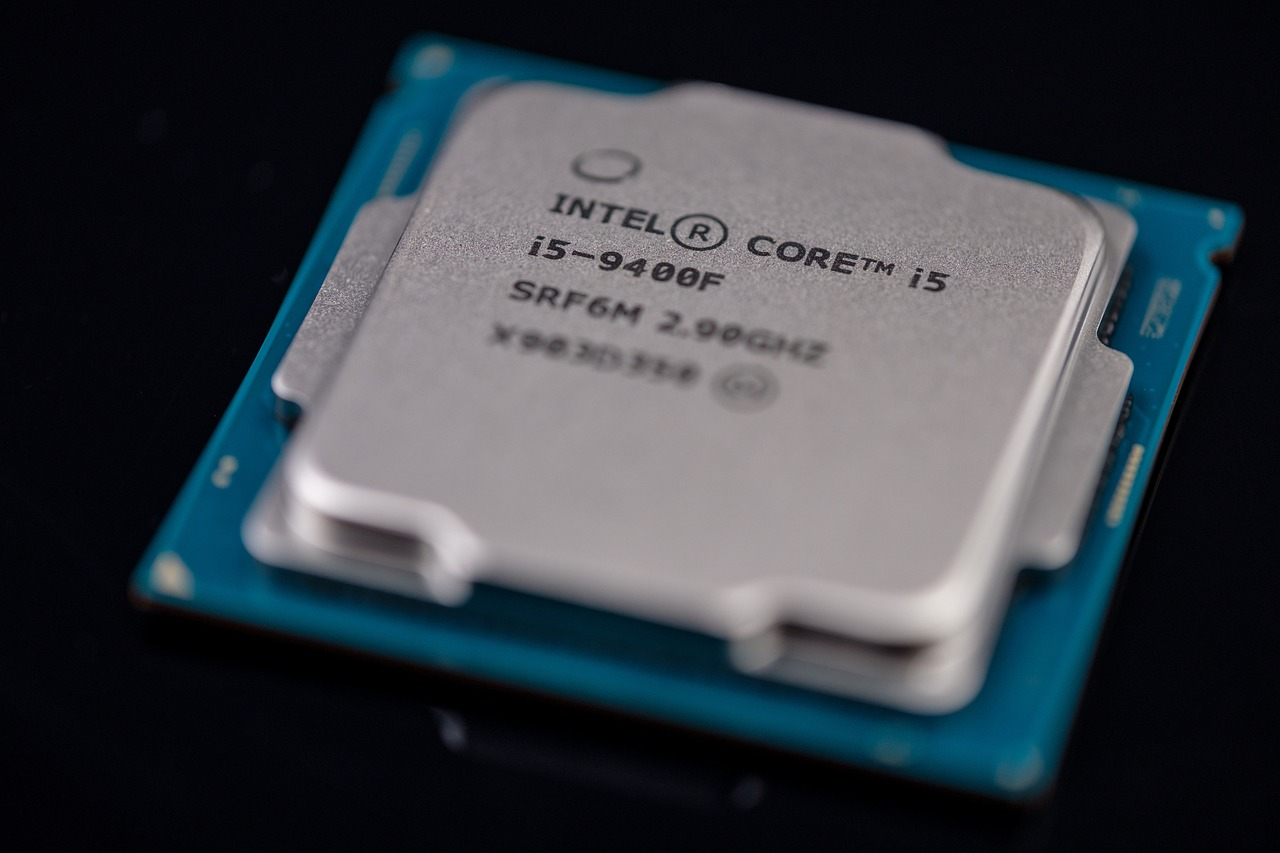 INTEL® CORE™ i5
i5-9400F
SRF6M 2.90GHZ